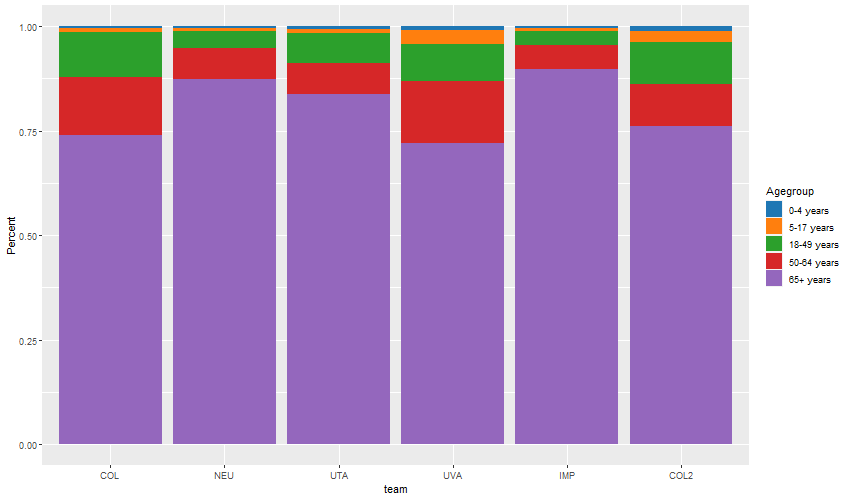 1.00
0.75
0.50
0.25
0.00
Percent
COL NEU UTA UVA IMP COL2
team
Agegroup
0-4 years
5-17 years
18-49 years
50-64 years
65+ years